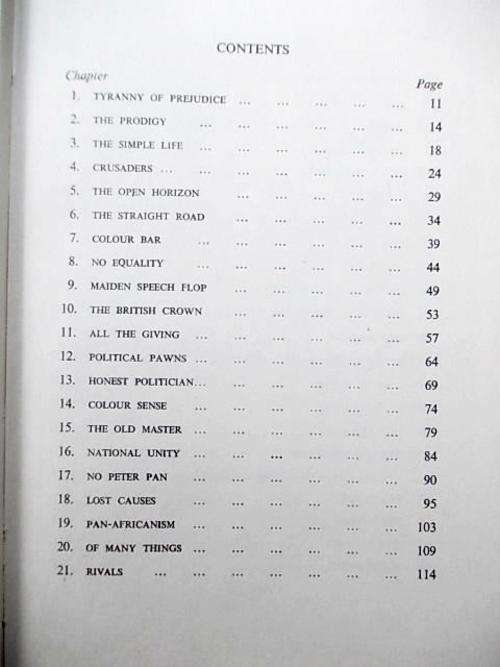 CONTENTS
Chapter Page
1. TYRANNY OF PREJUDICE ... ... ... ... ... 11
2. THE PRODIGY ... ... ... ... ... ... 14
3. THE SIMPLE LIFE ... ... ... ... ... ... 18
4. CRUSADERS ... ... ... ... ... ... ... 24
5. THE OPEN HORIZON ... ... ... ... ... 29
6. THE STRAIGHT ROAD ... ... ... ... ... 34
7. COLOUR BAR ... ... ... ... ... ... 39
8. NO EQUALITY ... ... ... ... ... ... 44
9. MAIDEN SPEECH FLOP ... ... ... ... ... 49
10. THE BRITISH CROWN ... ... ... ... ... 53
11. ALL THE GIVING ... ... ... ... ... ... 57
12. POLITICAL PAWNS ... ... ... ... ... ... 64
13. HONEST POLITICIAN... ... ... ... ... ... 69
14. COLOUR SENSE ... ... ... ... ... ... 74
15. THE OLD MASTER ... ... ... ... ... ... 79
16. NATIONAL UNITY ... ... ... ... ... ... 84
17. NO PETER PAN ... ... ... ... ... ... 90
18. LOST CAUSES ... ... ... ... ... ... 95
19. PAN-AFRICANISM ... ... ... ... ... ... 103
20. OF MANY THINGS ... ... ... ... ... ... 109
21. RIVALS ... ... ... ... ... ... ... 114